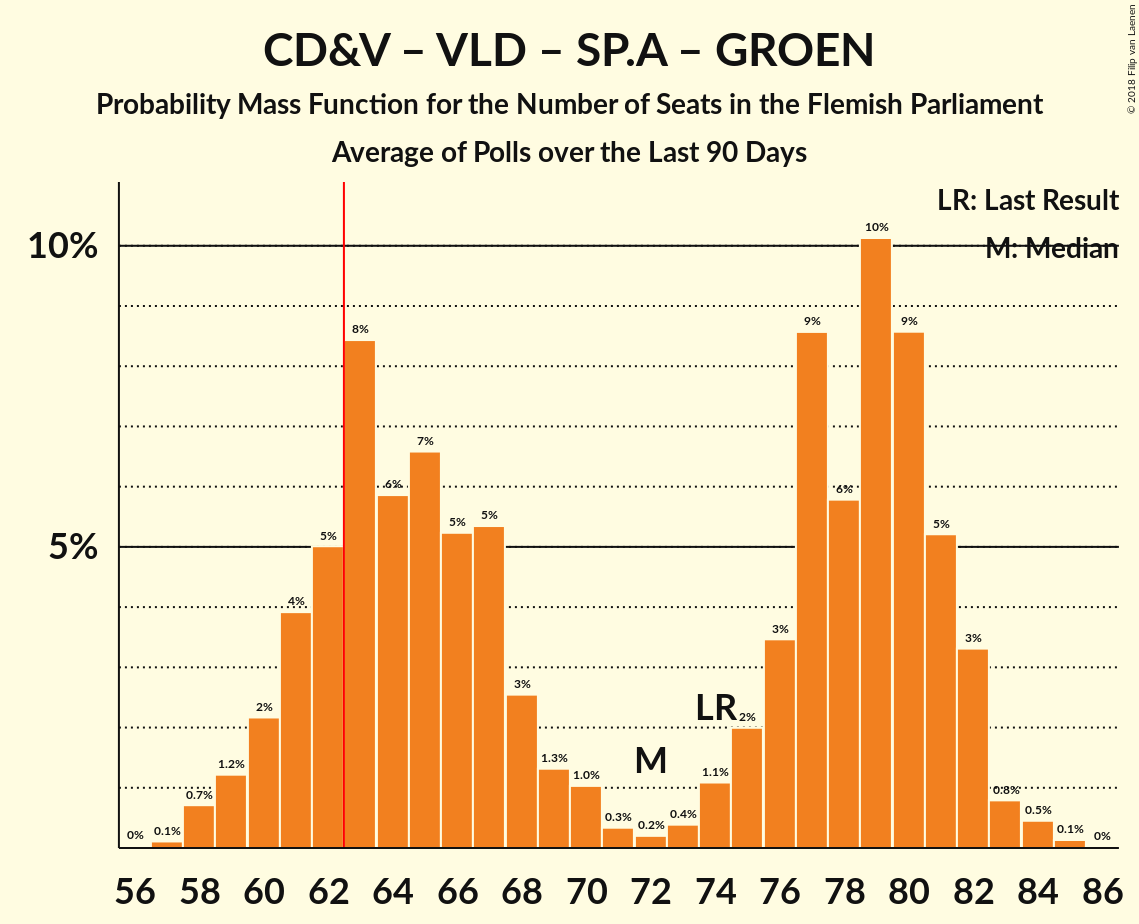 CD&V – VLD – SP.A – GROEN
Probability Mass Function for the Number of Seats in the Flemish Parliament
Average of Polls over the Last 90 Days
© 2018 Filip van Laenen
LR: Last Result
M: Median
10%
5%
0% 0.1% 0.7% 1.2% 2% 4% 5% 8% 6% 7% 5% 5% 3% 1.3% 1.0% 0.3% 0.2% 0.4% 1.1% 2% 3% 9% 6% 10% 9% 5% 3% 0.8% 0.5% 0.1% 0%
LR
M
56 58 60 62 64 66 68 70 72 74 76 78 80 82 84 86